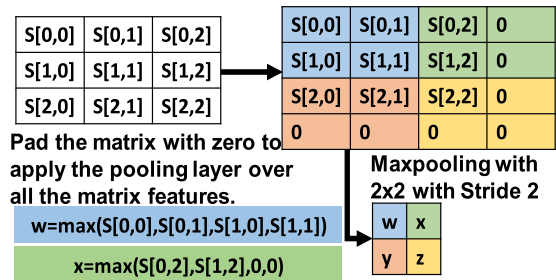 S[0,0] S[0,1] S[0,2]
S[1,0] S[1,1] S[1,2]
S[2,0] S[2,1] S[2,2]
S[0,0] S[0,1] S[0,2] 0
S[1,0] S[1,1] S[1,2] 0
S[2,0] S[2,1] S[2,2] 0
0 0 0 0
Pad the matrix with zero to
apply the pooling layer over
all the matrix features.
Maxpooling with
2x2 with Stride 2
w=max(S[0,0],S[0,1],S[1,0],S[1,1])
x=max(S[0,2],S[1,2],0,0)
w x
y z